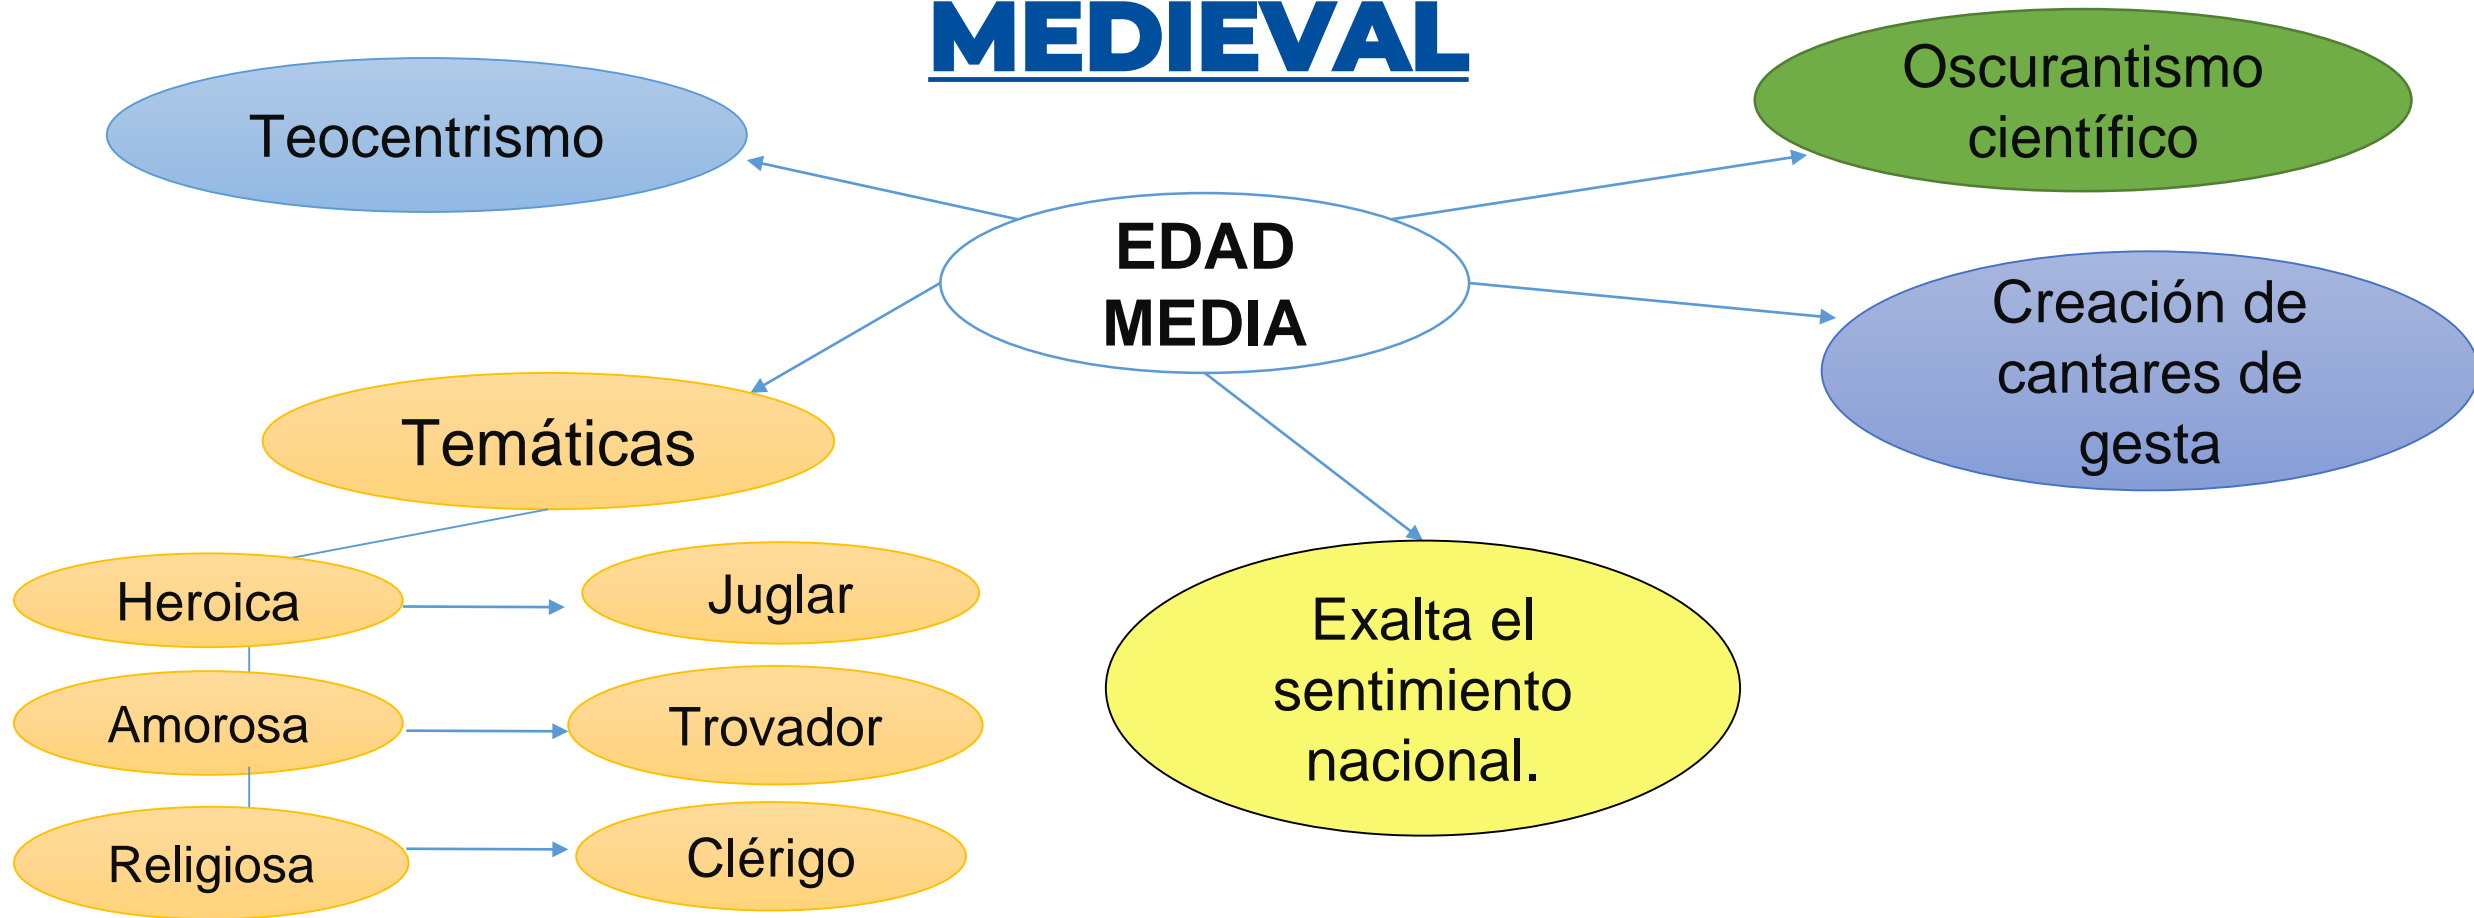 MEDIEVAL
Teocentrismo
Oscurantismo
científico
EDAD
MEDIA
Creación de
cantares de
gesta
Temáticas
Heroica
Juglar
Amorosa
Trovador
Religiosa
Clérigo
Exalta el
sentimiento
nacional.